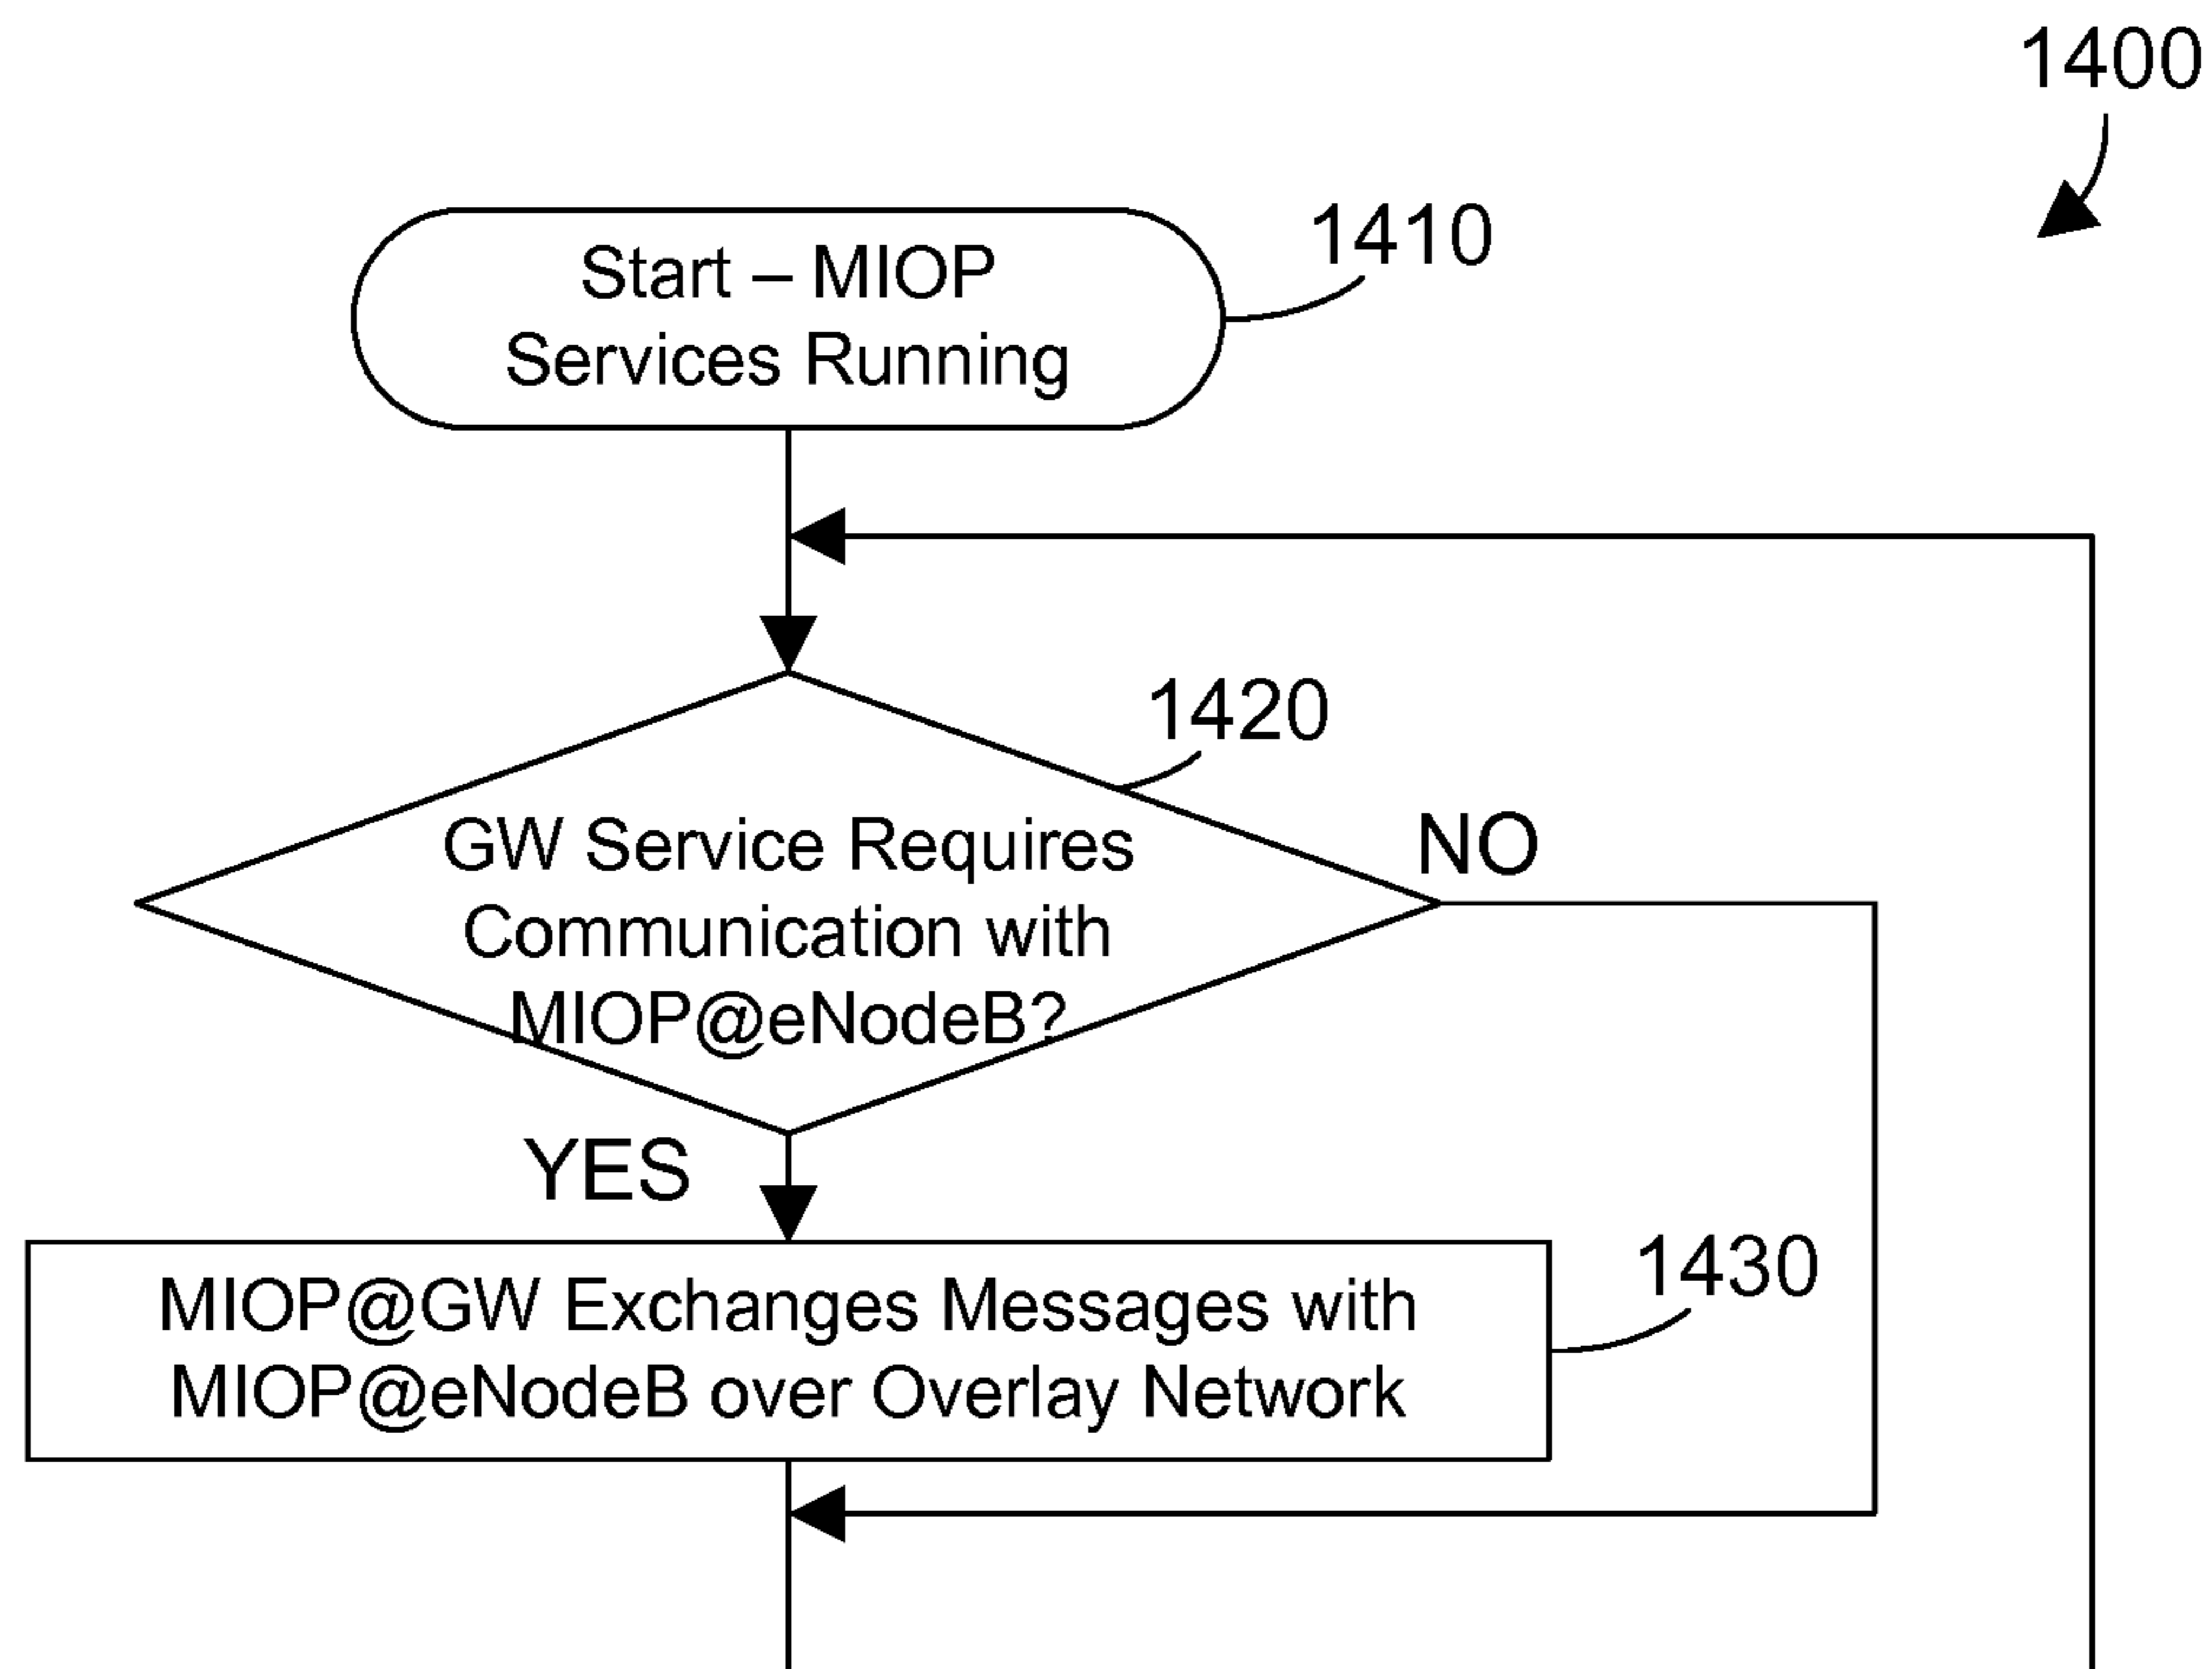 1400
1410
Start – MIOP
Services Running
1420
GW Service Requires
Communication with
MIOP@eNodeB?
NO
YES
1430
MIOP@GW Exchanges Messages with
MIOP@eNodeB over Overlay Network